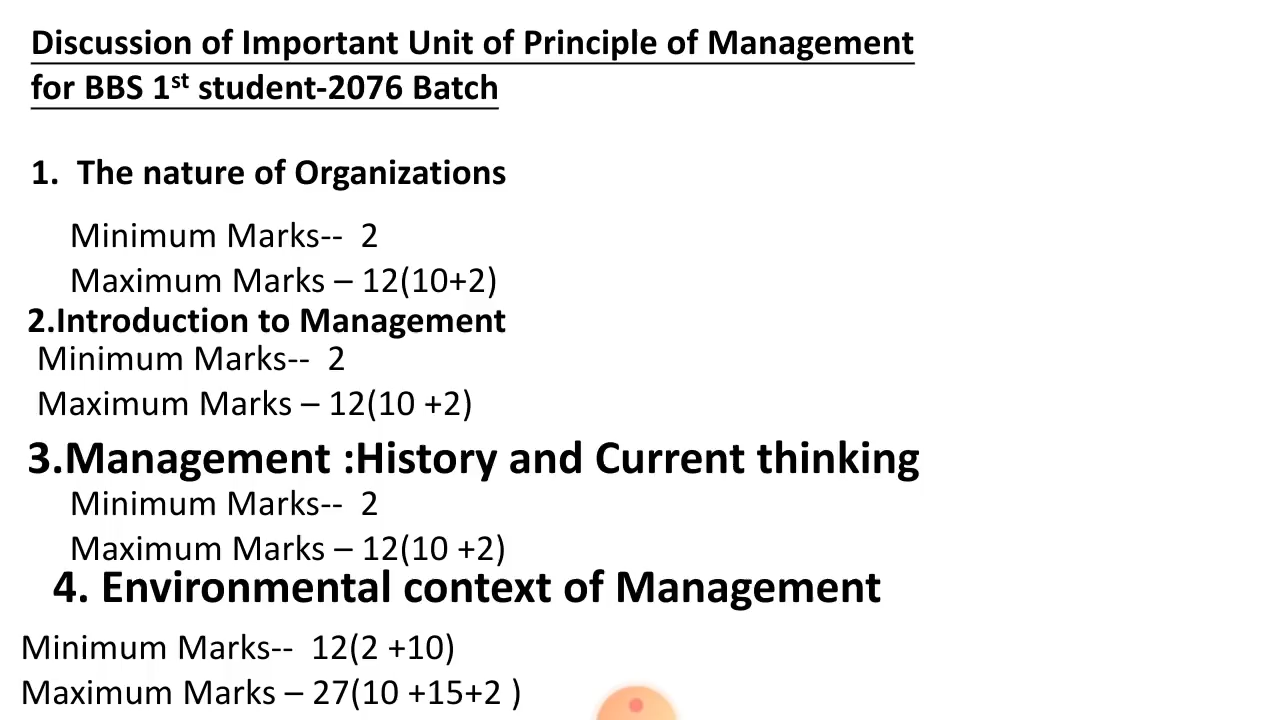 Discussion of Important Unit of Principle of Management
for BBS 1st student-2076 Batch
1. The nature of Organizations
Minimum Marks-- 2
Maximum Marks – 12(10+2)
2.Introduction to Management
Minimum Marks-- 2
Maximum Marks – 12(10 +2)
3.Management :History and Current thinking
Minimum Marks-- 2
Maximum Marks – 12(10 +2)
4. Environmental context of Management
Minimum Marks-- 12(2 +10)
Maximum Marks – 27(10 +15+2 )